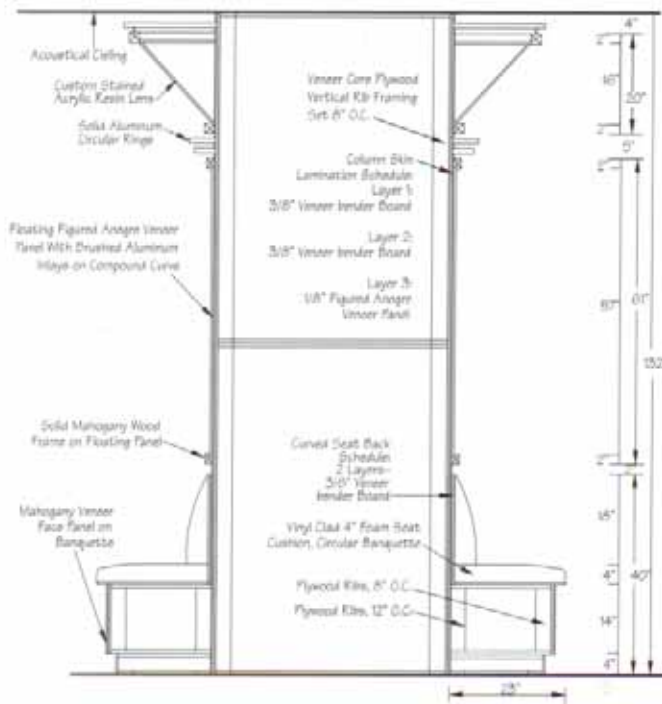 Acoustical Ceiling
Custom Stained
Acrylic Resin Lens
Solid Aluminum
Circular Rings
Floating Figured Anegre Veneer
Panel With Brushed Aluminum
Inlays on Compound Curve
Solid Mahogany Wood
Frame on Floating Panel
Mahogany Veneer
Face Panel on
Banquette
Veneer Core Plywood
Vertical Rib Framing
Set 8" O.C.
Column Skin
Lamination Schedule:
Layer 1:
3/8" Veneer bender Board
Layer 2:
3/8" Veneer bender Board
Layer 3:
1/8" Figured Anegre
Veneer Panel
Curved Seat Back
Schedule:
2 Layers-
3/8" Veneer
bender Board
Vinyl Clad 4" Foam Seat
Cushion, Circular Banquette
Plywood Ribs, 8" O.C.
Plywood Ribs, 12" O.C.
4"
2"
16"
20"
2"
5"
2"
57"
61"
132"
2"
2"
18"
4"
40"
14"
4"
23"